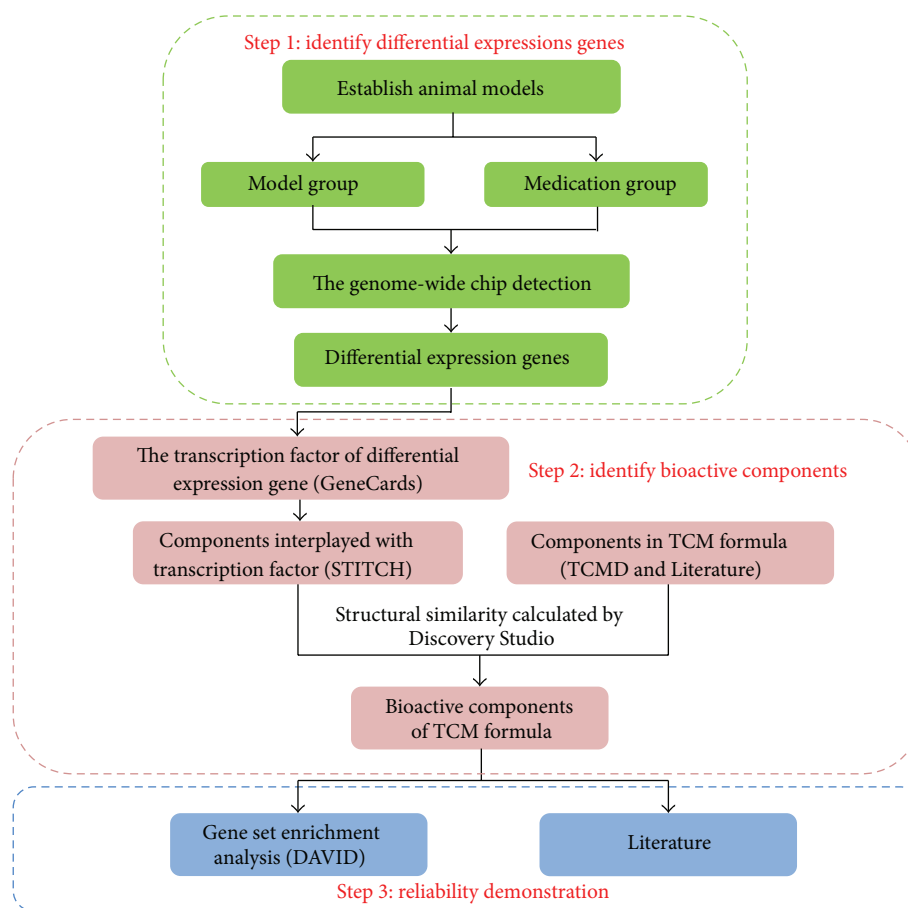 Step 1: identify differential expressions genes
Establish animal models
Model group
Medication group
The genome-wide chip detection
Differential expression genes
The transcription factor of differential
expression gene (GeneCards)
Step 2: identify bioactive components
Components interplayed with
transcription factor (STITCH)
Components in TCM formula
(TCMD and Literature)
Structural similarity calculated by
Discovery Studio
Bioactive components
of TCM formula
Gene set enrichment
analysis (DAVID)
Literature
Step 3: reliability demonstration